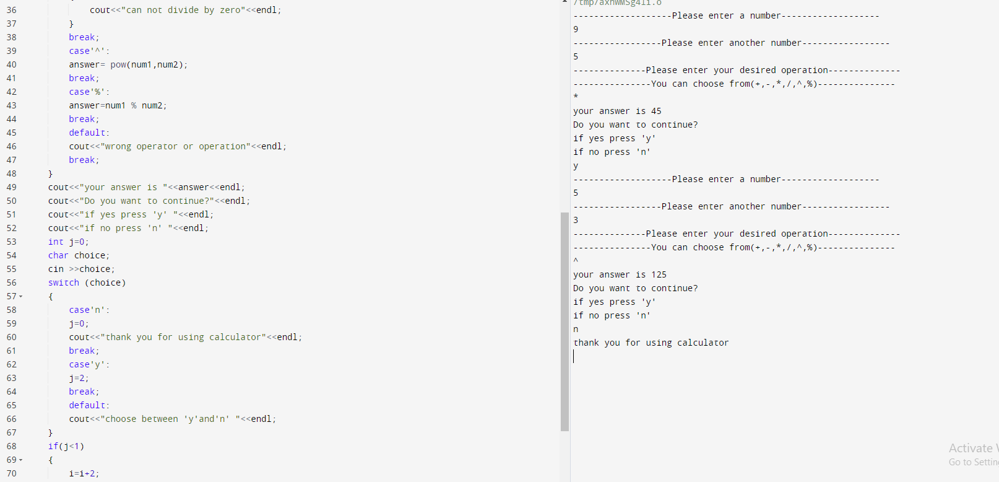 36 cout<<"can not divide by zero"<<endl;
37 }
38 break;
39 case'^':
40 answer= pow(num1,num2);
41 break;
42 case'%':
43 answer=num1 % num2;
44 break;
45 default:
46 cout<<"wrong operator or operation"<<endl;
47 break;
48 }
49 cout<<"your answer is "<<answer<<endl;
50 cout<<"Do you want to continue?"<<endl;
51 cout<<"if yes press 'y' "<<endl;
52 cout<<"if no press 'n' "<<endl;
53 int j=0;
54 char choice;
55 cin >>choice;
56 switch (choice)
57 {
58 case'n':
59 j=0;
60 cout<<"thank you for using calculator"<<endl;
61 break;
62 case'y':
63 j=2;
64 break;
65 default:
66 cout<<"choose between 'y'and'n' "<<endl;
67 }
68 if(j<1)
69 {
70 i=i+2;
-------------------Please enter a number-------------------
9
-----------------Please enter another number-----------------
5
--------------Please enter your desired operation--------------
---------------You can choose from(+,-,*,/,^,%)---------------
*
your answer is 45
Do you want to continue?
if yes press 'y'
if no press 'n'
y
-------------------Please enter a number-------------------
5
-----------------Please enter another number-----------------
3
--------------Please enter your desired operation--------------
---------------You can choose from(+,-,*,/,^,%)---------------
^
your answer is 125
Do you want to continue?
if yes press 'y'
if no press 'n'
n
thank you for using calculator
Activate
Go to Settin